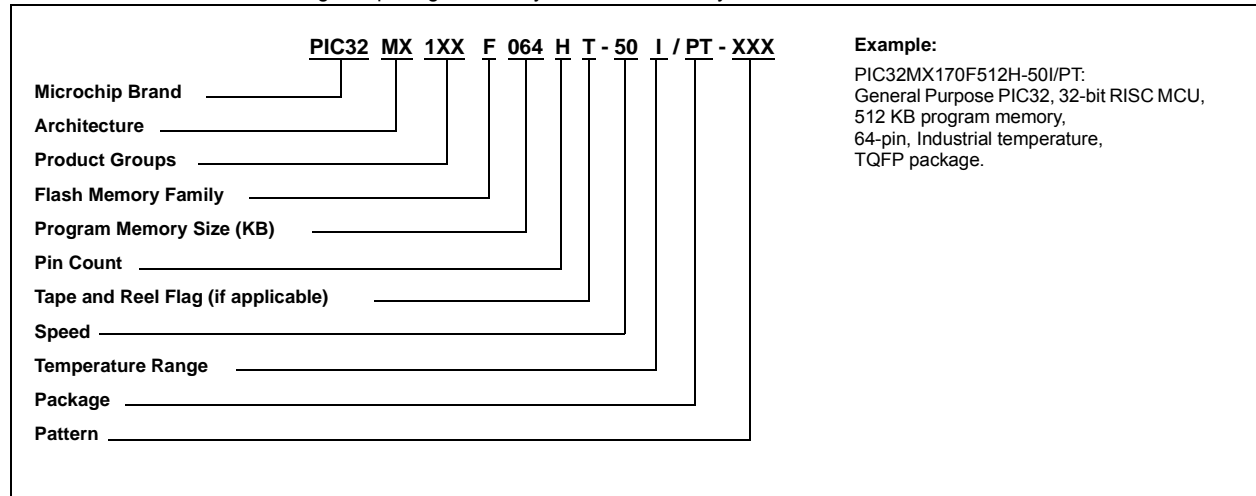 PIC32 MX 1XX F 064 H T - 50 I / PT - XXX
Microchip Brand
Architecture
Product Groups
Flash Memory Family
Program Memory Size (KB)
Pin Count
Tape and Reel Flag (if applicable)
Speed
Temperature Range
Package
Pattern
Example:
PIC32MX170F512H-50I/PT:
General Purpose PIC32, 32-bit RISC MCU,
512 KB program memory,
64-pin, Industrial temperature,
TQFP package.